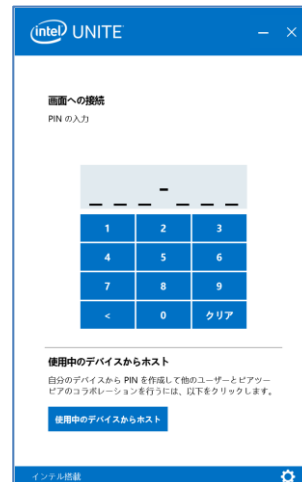 intel UNITE
画面への接続
PIN の入力
_ _ _ - _ _ _
1 2 3
4 5 6
7 8 9
< 0 クリア
使用中のデバイスからホスト
自分のデバイスから PIN を作成して他のユーザーとピアツー
ピアのコラボレーションを行うには、以下をクリックします。
使用中のデバイスからホスト
インテル搭載